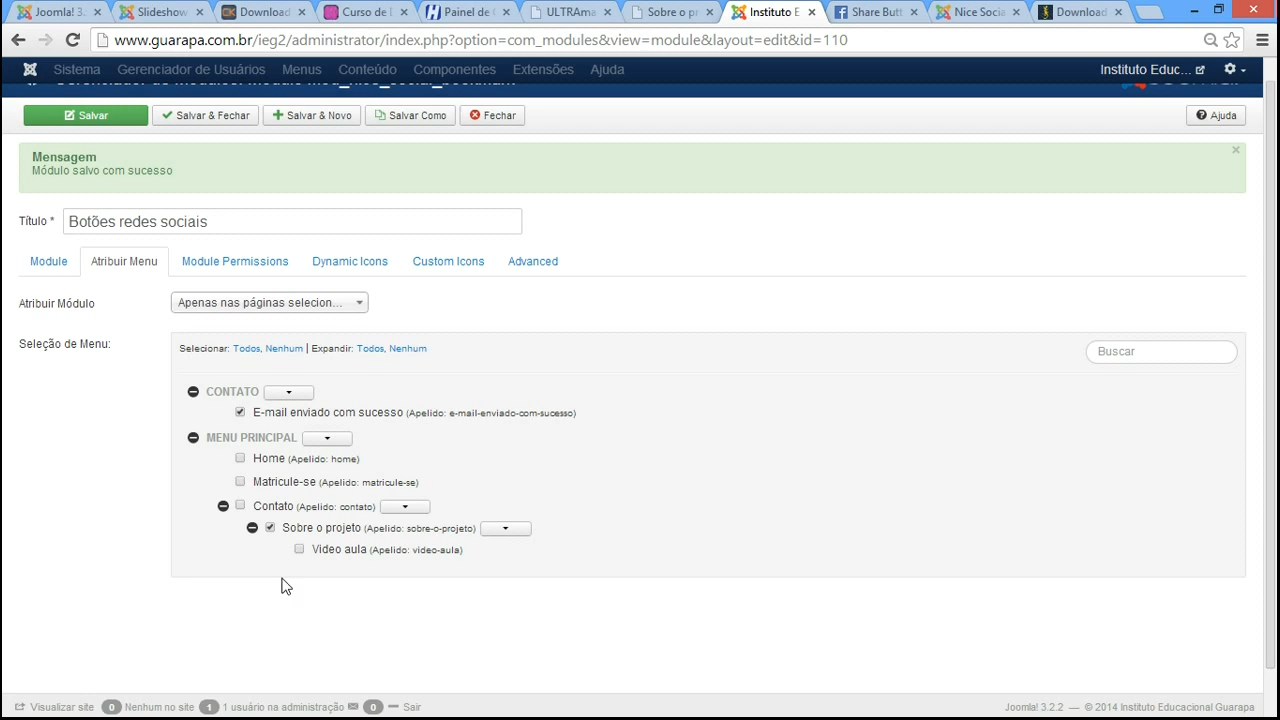 Joomla! 3.
Slideshow
Download
Curso de
Painel de
ULTRAma
Sobre o p
Instituto E
Share Butt
Nice Socia
Download
www.guarapa.com.br/ieg2/administrator/index.php?option=com_modules&view=module&layout=edit&id=110
Sistema Gerenciador de Usuários Menus Conteúdo Componentes Extensões Ajuda Instituto Educ...
Salvar Salvar & Fechar Salvar & Novo Salvar Como Fechar Ajuda
Mensagem
Módulo salvo com sucesso
Título * Botões redes sociais
Module Atribuir Menu Module Permissions Dynamic Icons Custom Icons Advanced
Atribuir Módulo Apenas nas páginas selecion...
Seleção de Menu:
Selecionar: Todos, Nenhum | Expandir: Todos, Nenhum Buscar
CONTATO
E-mail enviado com sucesso (Apelido: e-mail-enviado-com-sucesso)
MENU PRINCIPAL
Home (Apelido: home)
Matricule-se (Apelido: matricule-se)
Contato (Apelido: contato)
Sobre o projeto (Apelido: sobre-o-projeto)
Video aula (Apelido: video-aula)
Visualizar site 0 Nenhum no site 1 1 usuário na administração 0 Sair Joomla! 3.2.2 — © 2014 Instituto Educacional Guarapa